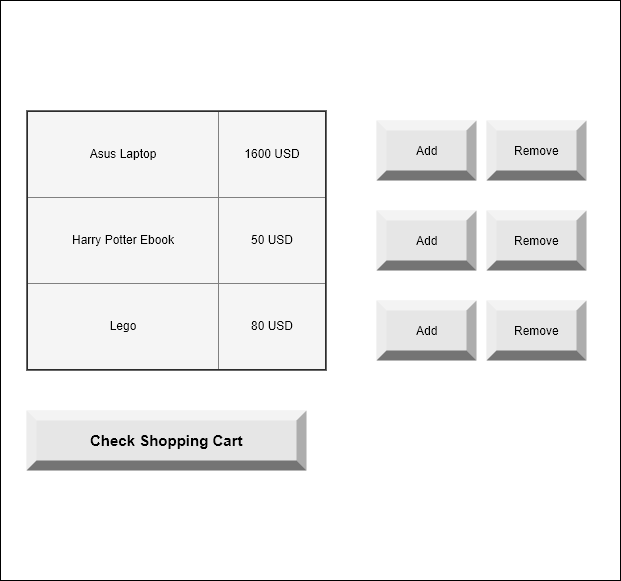 Asus Laptop 1600 USD Add Remove
Harry Potter Ebook 50 USD Add Remove
Lego 80 USD Add Remove
Check Shopping Cart